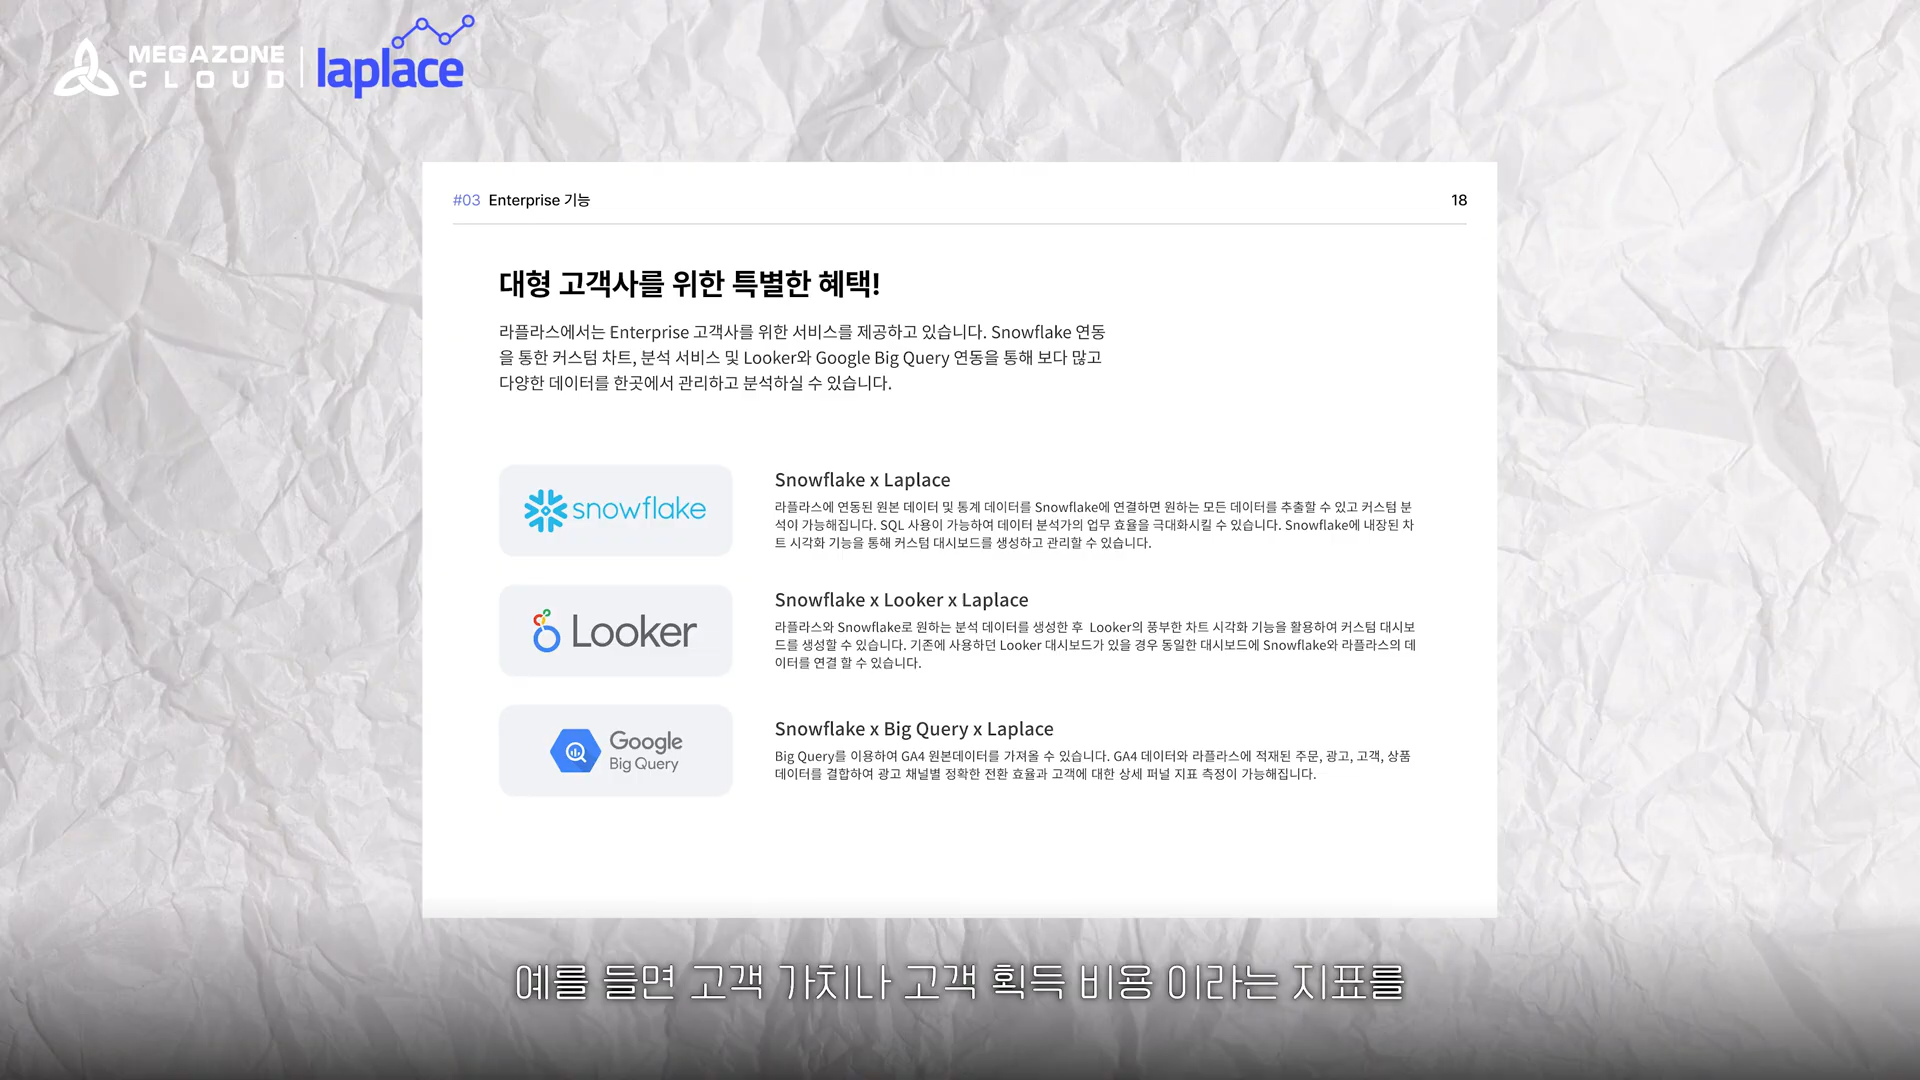 MEGAZONE
CLOUD
laplace
#03 Enterprise 기능
18
대형 고객사를 위한 특별한 혜택!
라플라스에서는 Enterprise 고객사를 위한 서비스를 제공하고 있습니다. Snowflake 연동
을 통한 커스텀 차트, 분석 서비스 및 Looker와 Google Big Query 연동을 통해 보다 많고
다양한 데이터를 한곳에서 관리하고 분석하실 수 있습니다.
snowflake
Snowflake x Laplace
라플라스에 연동된 원본 데이터 및 통계 데이터를 Snowflake에 연결하면 원하는 모든 데이터를 추출할 수 있고 커스텀 분
석이 가능해집니다. SQL 사용이 가능하여 데이터 분석가의 업무 효율을 극대화시킬 수 있습니다. Snowflake에 내장된 차
트 시각화 기능을 통해 커스텀 대시보드를 생성하고 관리할 수 있습니다.
Looker
Snowflake x Looker x Laplace
라플라스와 Snowflake로 원하는 분석 데이터를 생성한 후 Looker의 풍부한 차트 시각화 기능을 활용하여 커스텀 대시보
드를 생성할 수 있습니다. 기존에 사용하던 Looker 대시보드가 있을 경우 동일한 대시보드에 Snowflake와 라플라스의 데
이터를 연결 할 수 있습니다.
Google
Big Query
Snowflake x Big Query x Laplace
Big Query를 이용하여 GA4 원본데이터를 가져올 수 있습니다. GA4 데이터와 라플라스에 적재된 주문, 광고, 고객, 상품
데이터를 결합하여 광고 채널별 정확한 전환 효율과 고객에 대한 상세 퍼널 지표 측정이 가능해집니다.
예를 들면 고객 가치나 고객 획득 비용 이라는 지표를